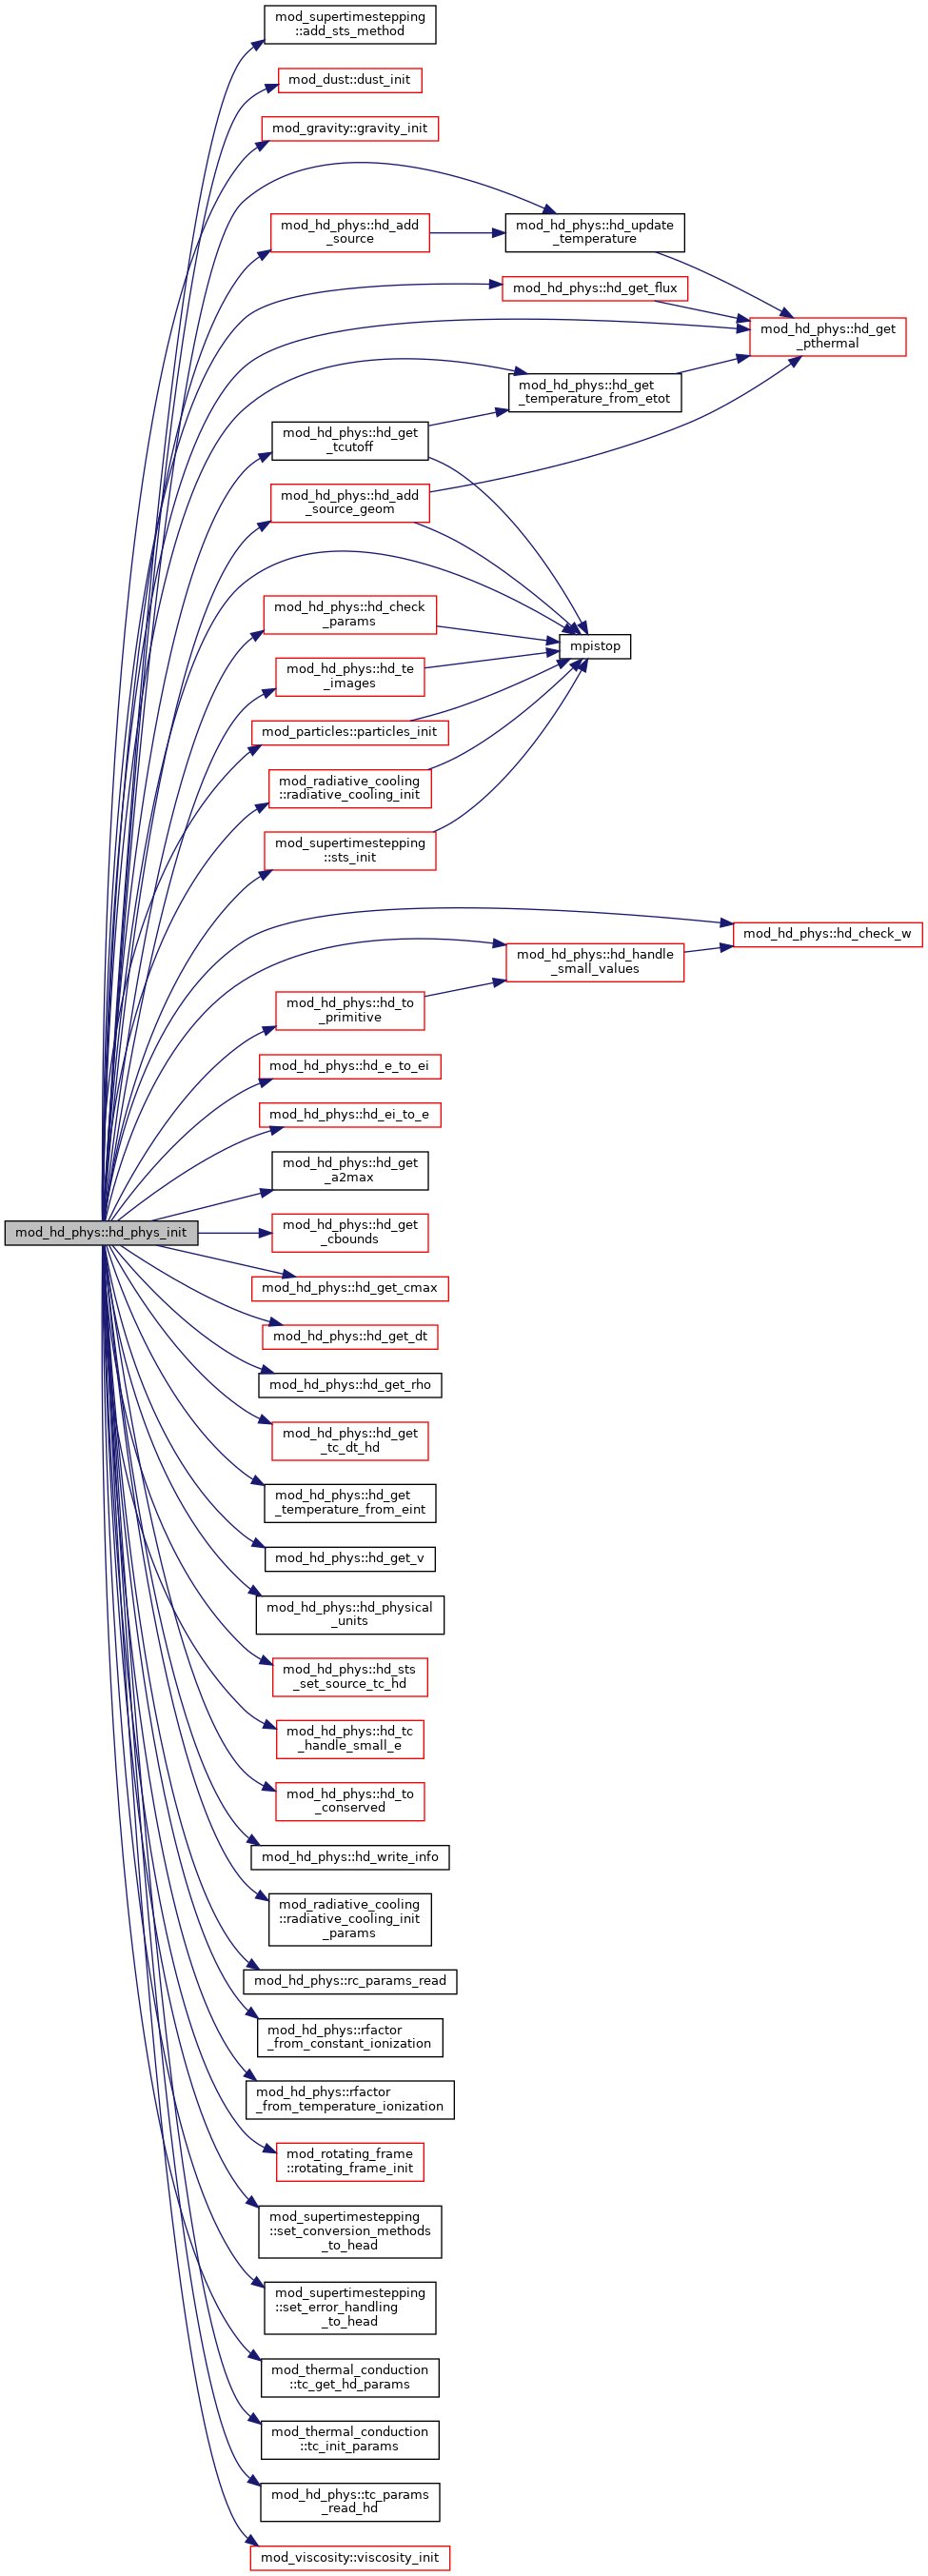 mod_supertimestepping
::add_sts_method
mod_dust::dust_init
mod_gravity::gravity_init
mod_hd_phys::hd_add
_source
mod_hd_phys::hd_update
_temperature
mod_hd_phys::hd_get_flux
mod_hd_phys::hd_get
_pthermal
mod_hd_phys::hd_get
_temperature_from_etot
mod_hd_phys::hd_get
_tcutoff
mod_hd_phys::hd_add
_source_geom
mod_hd_phys::hd_check
_params
mpistop
mod_hd_phys::hd_te
_images
mod_particles::particles_init
mod_radiative_cooling
::radiative_cooling_init
mod_supertimestepping
::sts_init
mod_hd_phys::hd_check_w
mod_hd_phys::hd_handle
_small_values
mod_hd_phys::hd_to
_primitive
mod_hd_phys::hd_e_to_ei
mod_hd_phys::hd_ei_to_e
mod_hd_phys::hd_get
_a2max
mod_hd_phys::hd_phys_init
mod_hd_phys::hd_get
_cbounds
mod_hd_phys::hd_get_cmax
mod_hd_phys::hd_get_dt
mod_hd_phys::hd_get_rho
mod_hd_phys::hd_get
_tc_dt_hd
mod_hd_phys::hd_get
_temperature_from_eint
mod_hd_phys::hd_get_v
mod_hd_phys::hd_physical
_units
mod_hd_phys::hd_sts
_set_source_tc_hd
mod_hd_phys::hd_tc
_handle_small_e
mod_hd_phys::hd_to
_conserved
mod_hd_phys::hd_write_info
mod_radiative_cooling
::radiative_cooling_init
_params
mod_hd_phys::rc_params_read
mod_hd_phys::rfactor
_from_constant_ionization
mod_hd_phys::rfactor
_from_temperature_ionization
mod_rotating_frame
::rotating_frame_init
mod_supertimestepping
::set_conversion_methods
_to_head
mod_supertimestepping
::set_error_handling
_to_head
mod_thermal_conduction
::tc_get_hd_params
mod_thermal_conduction
::tc_init_params
mod_hd_phys::tc_params
_read_hd
mod_viscosity::viscosity_init